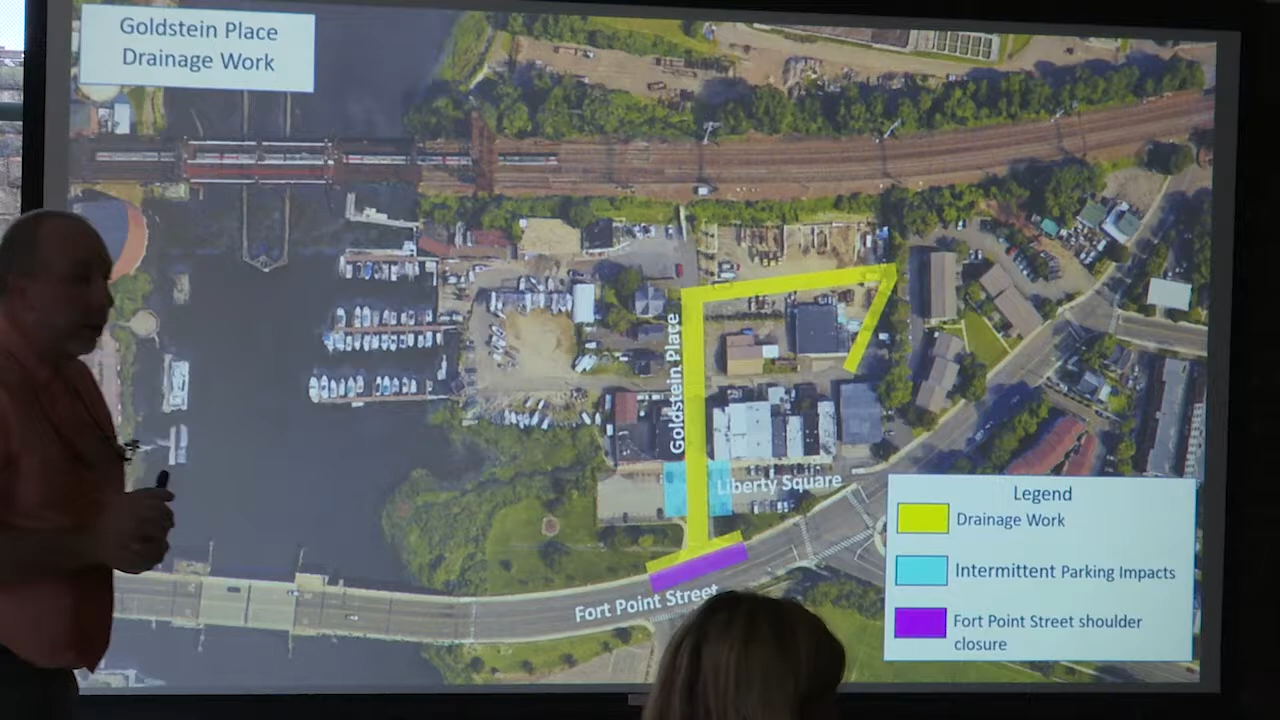 Goldstein Place
Drainage Work
Goldstein Place
Liberty Square
Fort Point Street
Legend
Drainage Work
Intermittent Parking Impacts
Fort Point Street shoulder
closure